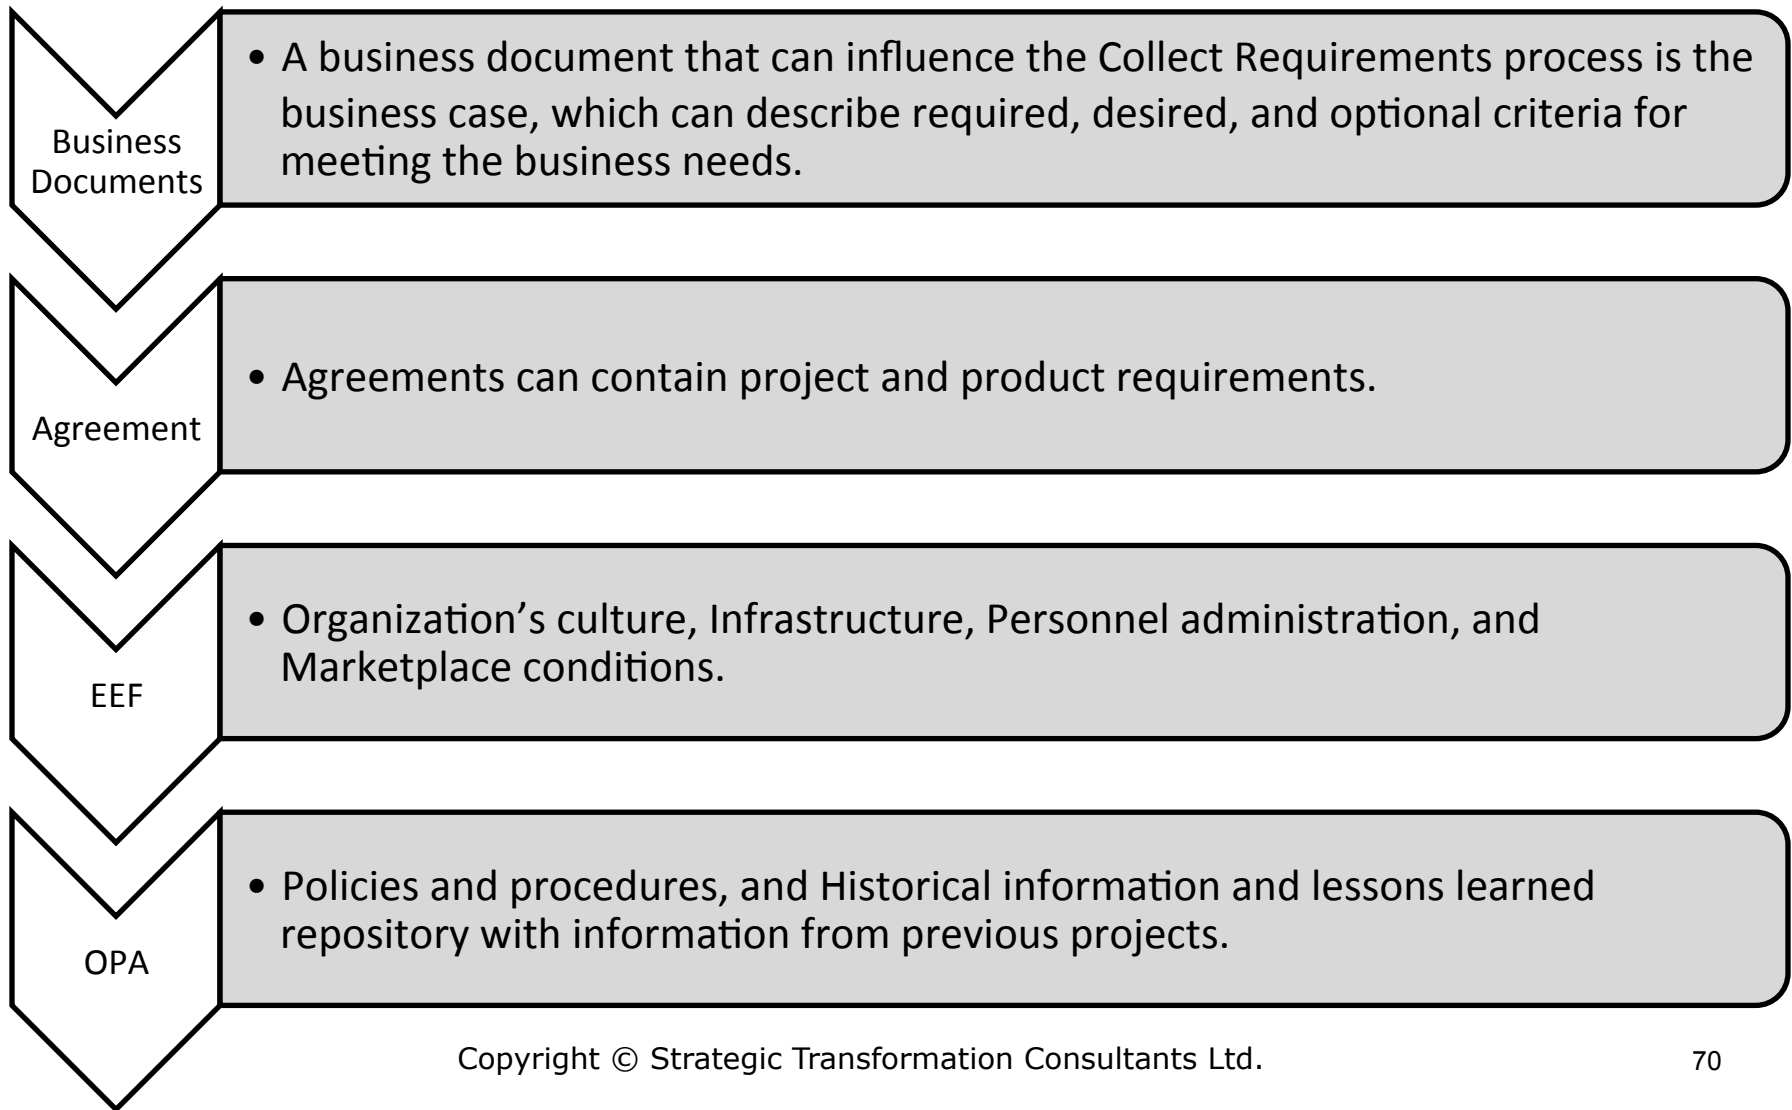 Business
Documents
• A business document that can influence the Collect Requirements process is the
business case, which can describe required, desired, and optional criteria for
meeting the business needs.
Agreement
• Agreements can contain project and product requirements.
EEF
• Organization’s culture, Infrastructure, Personnel administration, and
Marketplace conditions.
OPA
• Policies and procedures, and Historical information and lessons learned
repository with information from previous projects.
Copyright © Strategic Transformation Consultants Ltd.
70